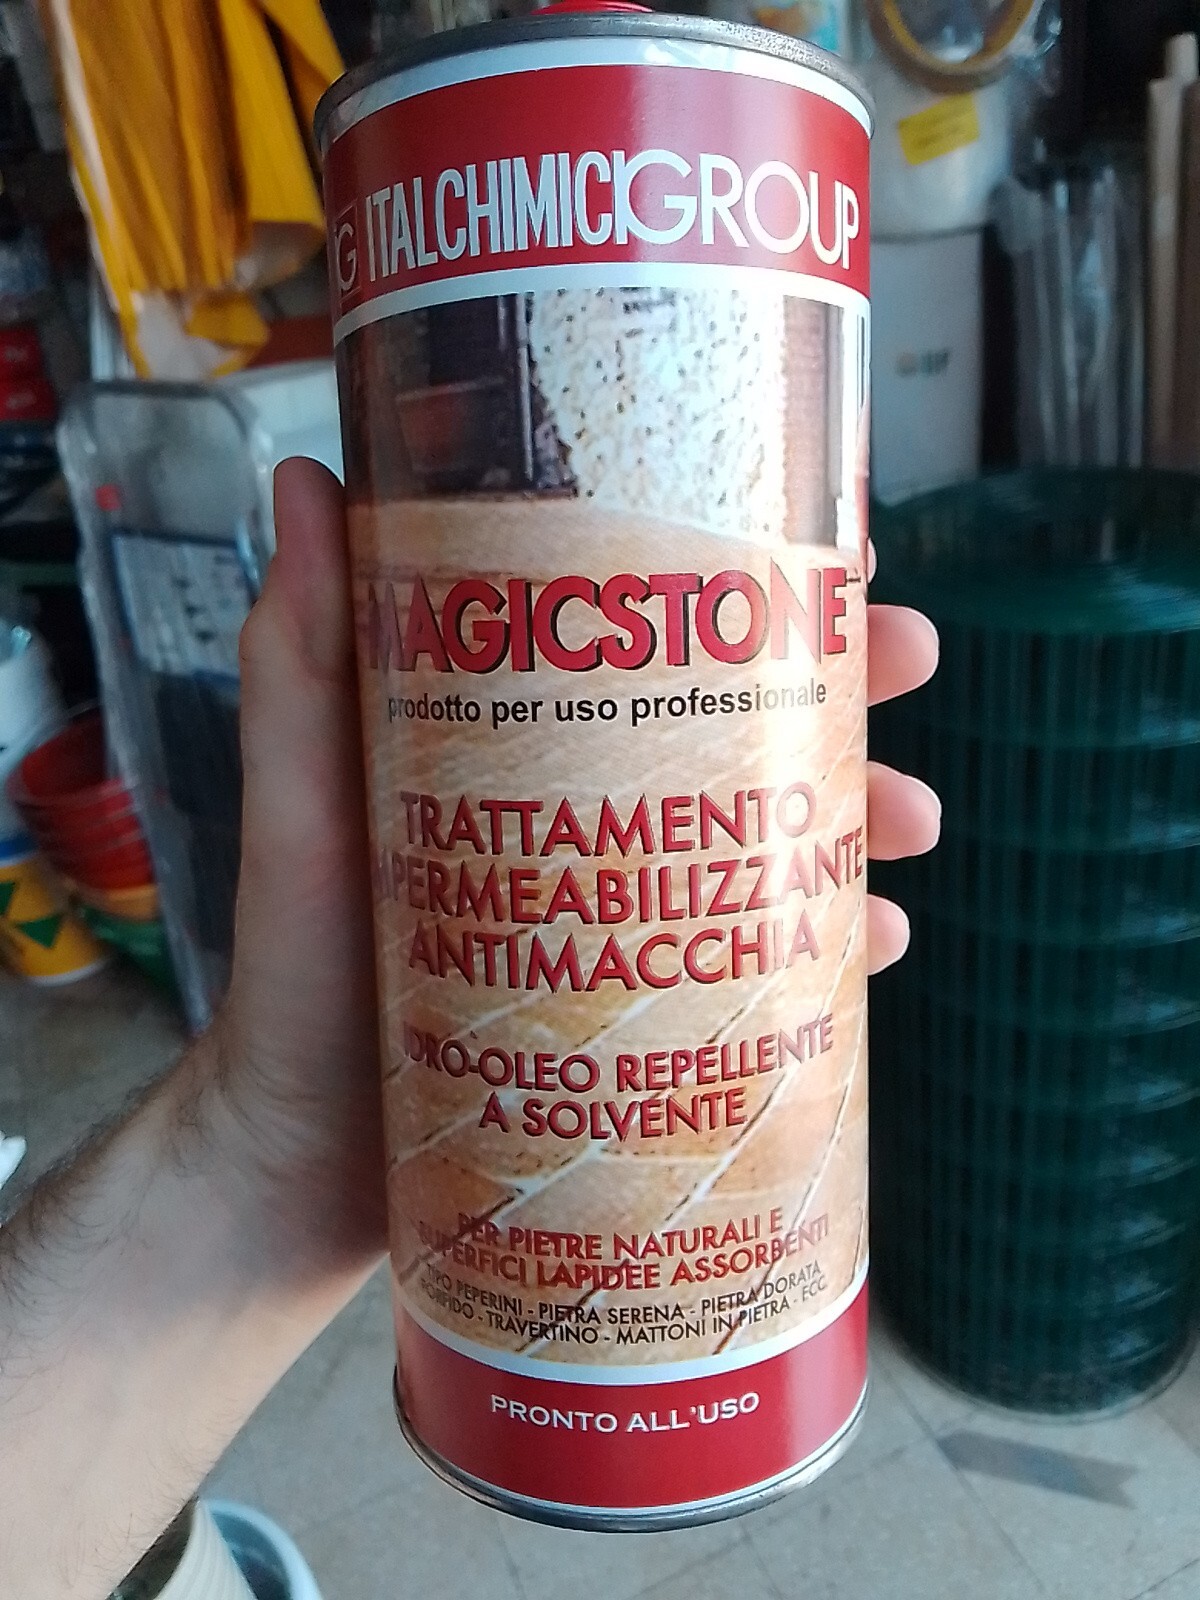 IG ITALCHIMICIGROUP
MAGICSTONE
prodotto per uso professionale
TRATTAMENTO
IMPERMEABILIZZANTE
ANTIMACCHIA
IDRO-OLEO REPELLENTE
A SOLVENTE
PER PIETRE NATURALI E
SUPERFICI LAPIDEE ASSORBENTI
TIPO PEPERINI - PIETRA SERENA - PIETRA DORATA
PORFIDO - TRAVERTINO - MATTONI IN PIETRA - ECC.
PRONTO ALL'USO